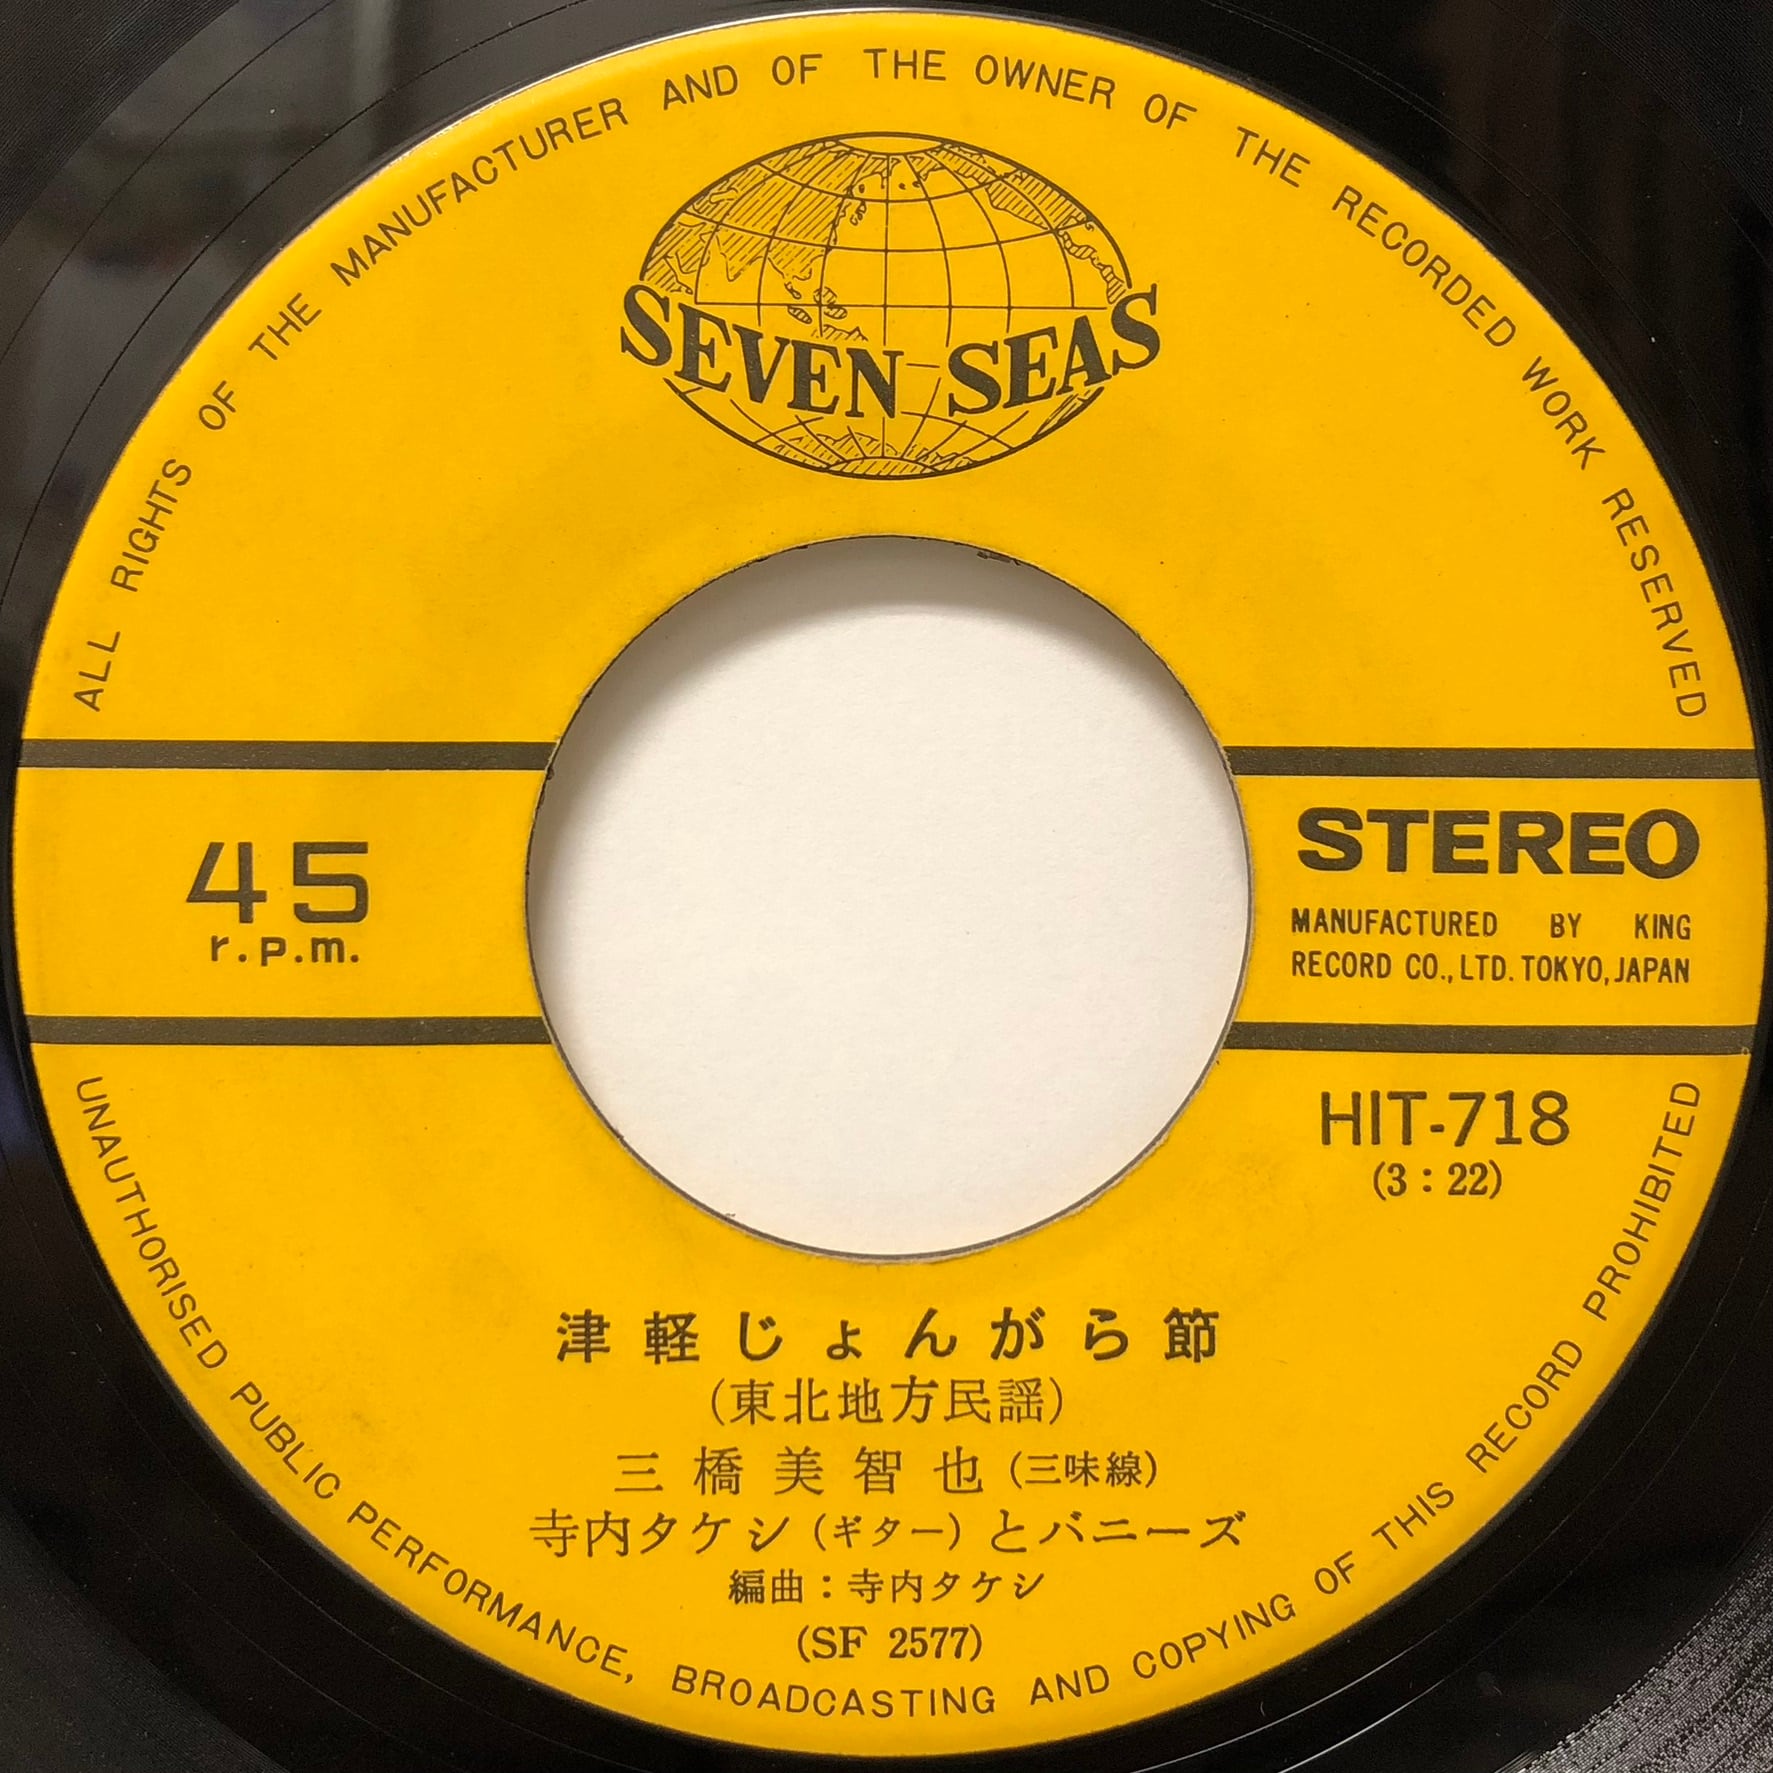 ALL RIGHTS OF THE MANUFACTURER AND OF THE OWNER OF THE RECORDED WORK RESERVED
SEVEN SEAS
45
r.p.m.
STEREO
MANUFACTURED BY KING
RECORD CO., LTD. TOKYO, JAPAN
HIT-718
(3:22)
津軽じょんがら節
(東北地方民謡)
三橋美智也(三味線)
寺内タケシ(ギター)とバニーズ
編曲:寺内タケシ
(SF 2577)
UNAUTHORISED PUBLIC PERFORMANCE, BROADCASTING AND COPYING OF THIS RECORD PROHIBITED